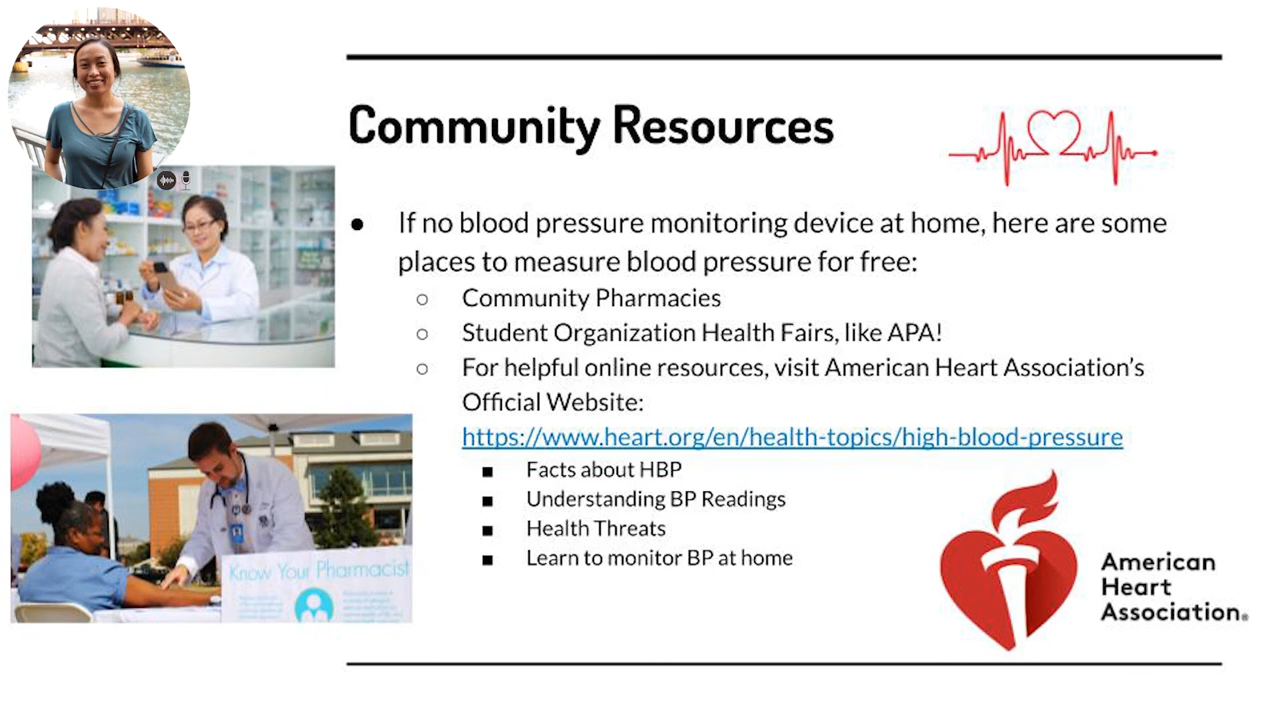 Community Resources
● If no blood pressure monitoring device at home, here are some
places to measure blood pressure for free:
○ Community Pharmacies
○ Student Organization Health Fairs, like APA!
○ For helpful online resources, visit American Heart Association's
Official Website:
https://www.heart.org/en/health-topics/high-blood-pressure
■ Facts about HBP
■ Understanding BP Readings
■ Health Threats
■ Learn to monitor BP at home
Know Your Pharmacist
American
Heart
Association®